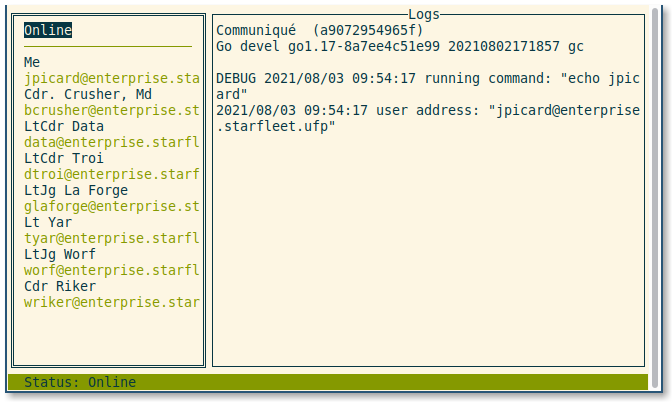 Online
Me
jpicard@enterprise.sta
Cdr. Crusher, Md
bcrusher@enterprise.st
LtCdr Data
data@enterprise.starfl
LtCdr Troi
dtroi@enterprise.starf
LtJg La Forge
glaforge@enterprise.st
Lt Yar
tyar@enterprise.starfl
LtJg Worf
worf@enterprise.starfl
Cdr Riker
wriker@enterprise.star
Logs
Communiqué  (a9072954965f)
Go devel go1.17-8a7ee4c51e99 20210802171857 gc
DEBUG 2021/08/03 09:54:17 running command: "echo jpic
ard"
2021/08/03 09:54:17 user address: "jpicard@enterprise
.starfleet.ufp"
Status: Online